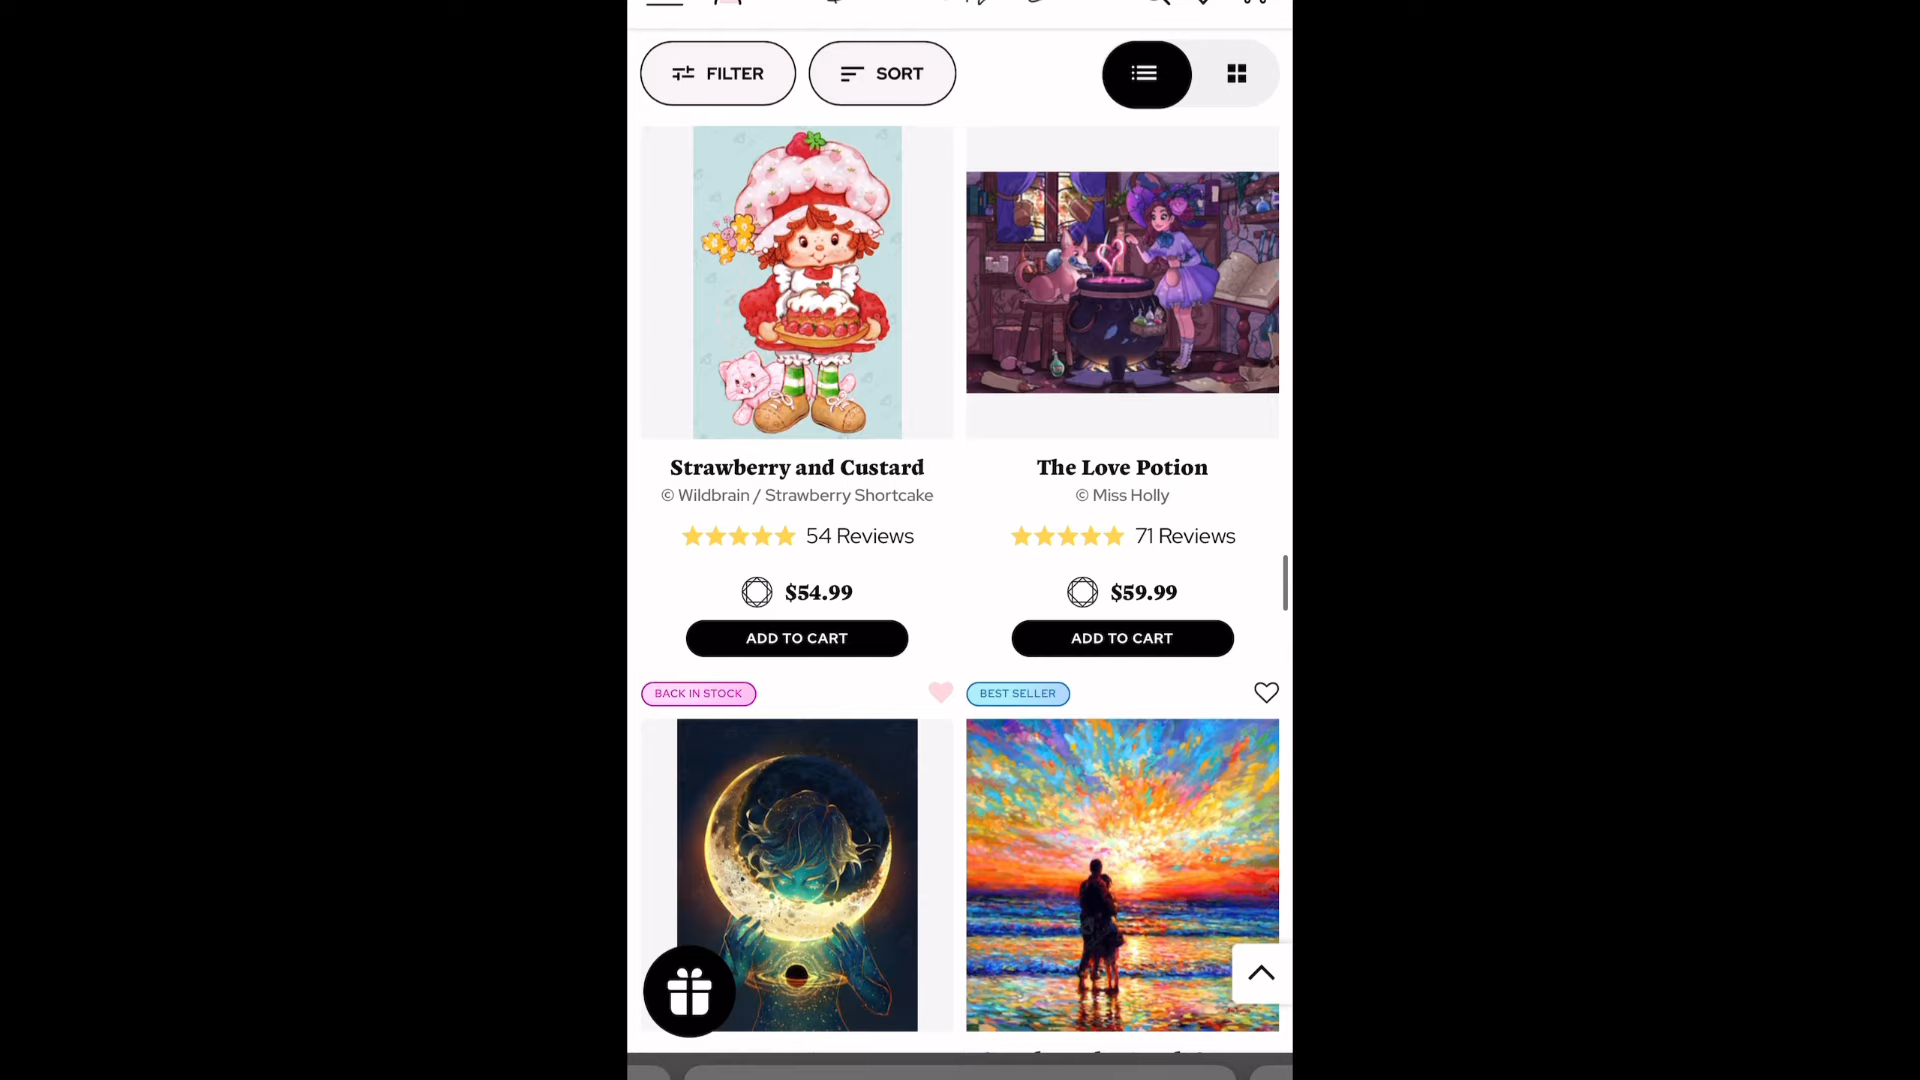 FILTER
SORT
Strawberry and Custard
The Love Potion
© Wildbrain / Strawberry Shortcake
© Miss Holly
54 Reviews
71 Reviews
$54.99
$59.99
ADD TO CART
ADD TO CART
BACK IN STOCK
BEST SELLER